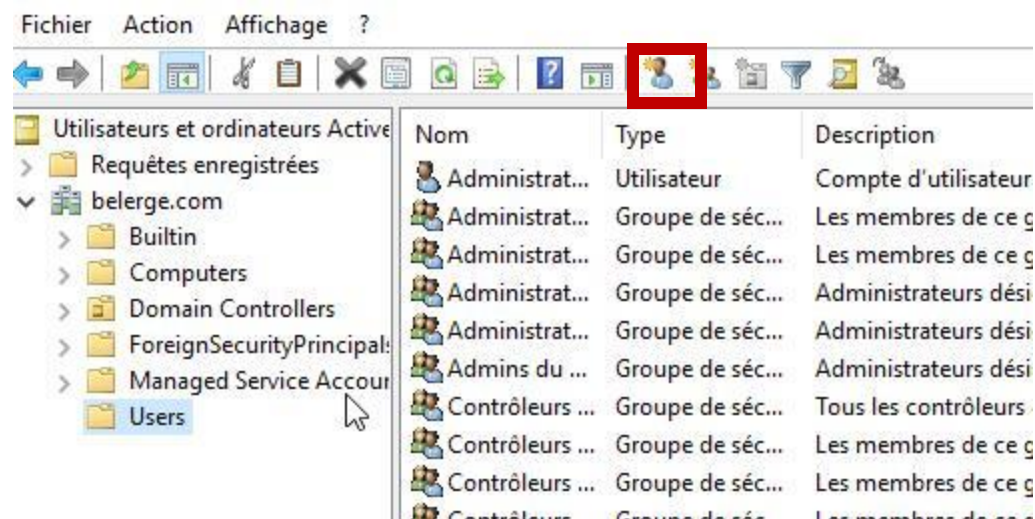 Fichier Action Affichage ?
Utilisateurs et ordinateurs Active
Requêtes enregistrées
belerge.com
Builtin
Computers
Domain Controllers
ForeignSecurityPrincipals
Managed Service Accour
Users
Nom Type Description
Administrat... Utilisateur Compte d'utilisateur
Administrat... Groupe de séc... Les membres de ce g
Administrat... Groupe de séc... Les membres de ce g
Administrat... Groupe de séc... Administrateurs dési
Administrat... Groupe de séc... Administrateurs dési
Admins du ... Groupe de séc... Administrateurs dési
Contrôleurs ... Groupe de séc... Tous les contrôleurs
Contrôleurs ... Groupe de séc... Les membres de ce g
Contrôleurs ... Groupe de séc... Les membres de ce g